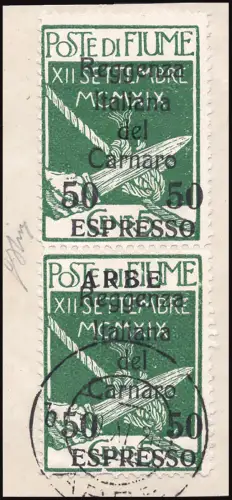 POSTE DI FIUME
Reggenza
XII SETTEMBRE
Italiana
MCMXIX
del
Carnaro
50 50
ESPRESSO
POSTE DI FIUME
ARBE
Reggenza
XII SETTEMBRE
Italiana
MCMXIX
del
Carnaro
50 50
ESPRESSO